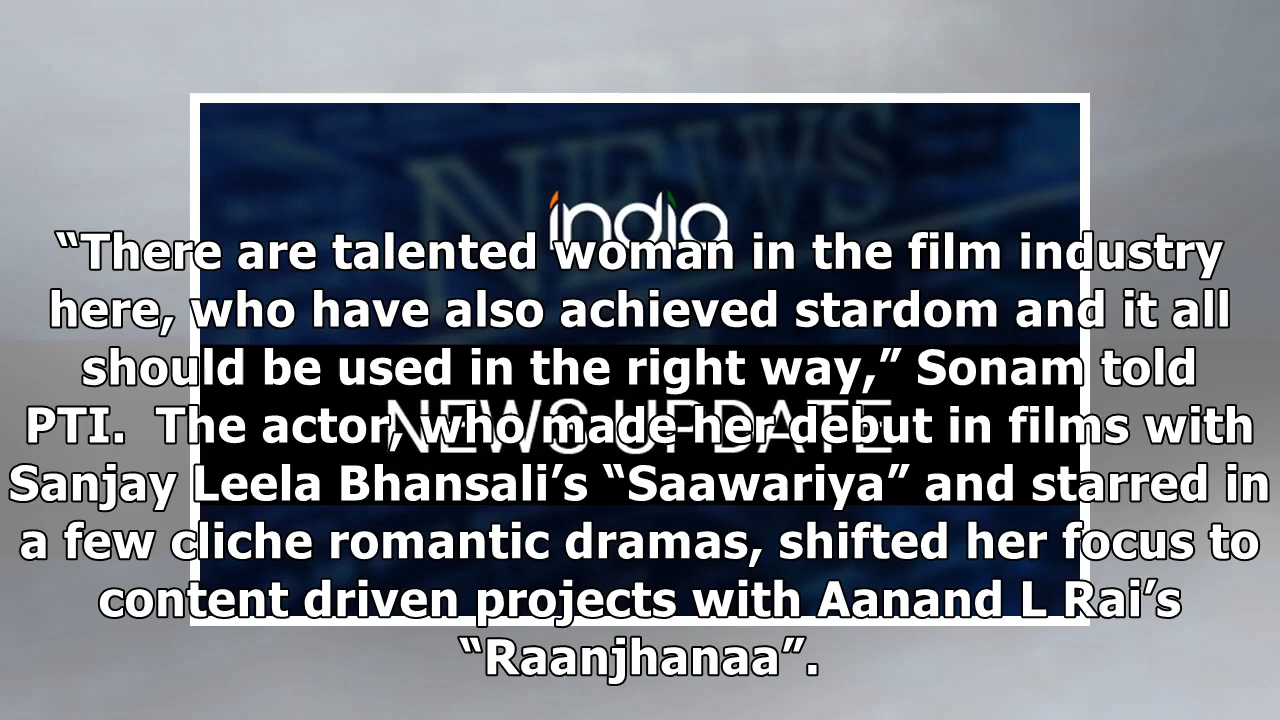 NEWS
india
“There are talented woman in the film industry
here, who have also achieved stardom and it all
should be used in the right way,” Sonam told
PTI.  The actor, who made her debut in films with
NEWS UPDATE
Sanjay Leela Bhansali’s “Saawariya” and starred in
a few cliche romantic dramas, shifted her focus to
content driven projects with Aanand L Rai’s
“Raanjhanaa”.